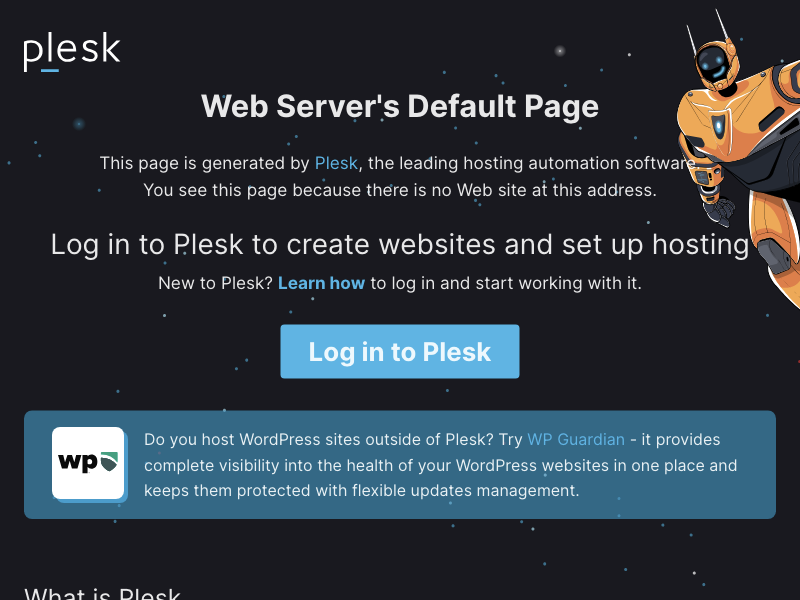 plesk
Web Server's Default Page
This page is generated by Plesk, the leading hosting automation software.
You see this page because there is no Web site at this address.
Log in to Plesk to create websites and set up hosting
New to Plesk? Learn how to log in and start working with it.
Log in to Plesk
wp
Do you host WordPress sites outside of Plesk? Try WP Guardian - it provides
complete visibility into the health of your WordPress websites in one place and
keeps them protected with flexible updates management.
What is Plesk